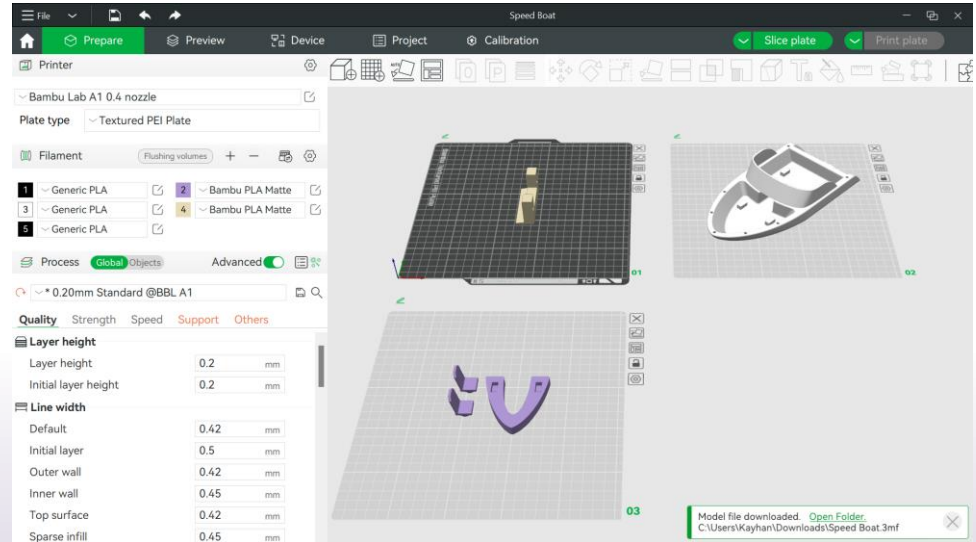 File
Speed Boat
Prepare
Preview
Device
Project
Calibration
Slice plate
Print plate
Printer
Bambu Lab A1 0.4 nozzle
Plate type
Textured PEI Plate
Filament
Flushing volumes
1 Generic PLA
2 Bambu PLA Matte
3 Generic PLA
4 Bambu PLA Matte
5 Generic PLA
Process Global Objects Advanced
* 0.20mm Standard @BBL A1
Quality Strength Speed Support Others
Layer height
Layer height 0.2 mm
Initial layer height 0.2 mm
Line width
Default 0.42 mm
Initial layer 0.5 mm
Outer wall 0.42 mm
Inner wall 0.45 mm
Top surface 0.42 mm
Sparse infill 0.45 mm
01
02
03
Model file downloaded. Open Folder.
C:\Users\Kayhan\Downloads\Speed Boat.3mf